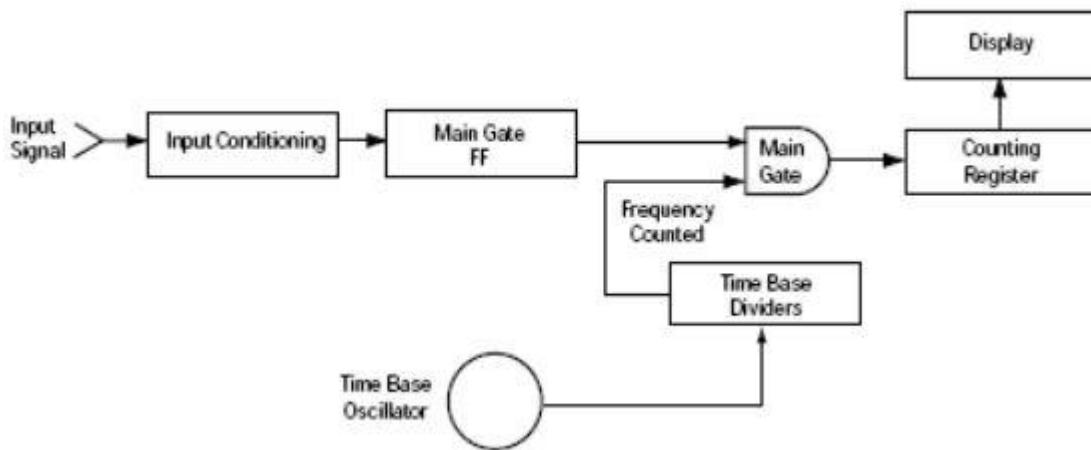 Display
Input
Signal
Input Conditioning
Main Gate
FF
Main
Gate
Counting
Register
Frequency
Counted
Time Base
Dividers
Time Base
Oscillator